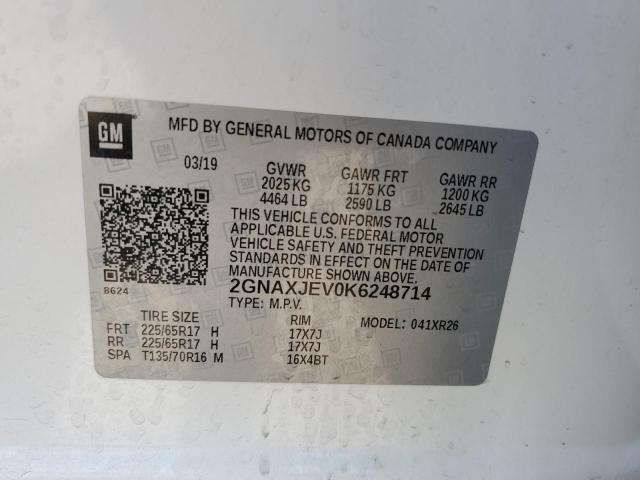 GM
MFD BY GENERAL MOTORS OF CANADA COMPANY
03/19 GVWR GAWR FRT GAWR RR
2025 KG 1175 KG 1200 KG
4464 LB 2590 LB 2645 LB
THIS VEHICLE CONFORMS TO ALL
APPLICABLE U.S. FEDERAL MOTOR
VEHICLE SAFETY AND THEFT PREVENTION
STANDARDS IN EFFECT ON THE DATE OF
MANUFACTURE SHOWN ABOVE.
8624 2GNAXJEV0K6248714
TYPE: M.P.V.
TIRE SIZE RIM MODEL: 041XR26
FRT 225/65R17 H 17X7J
RR 225/65R17 H 17X7J
SPA T135/70R16 M 16X4BT